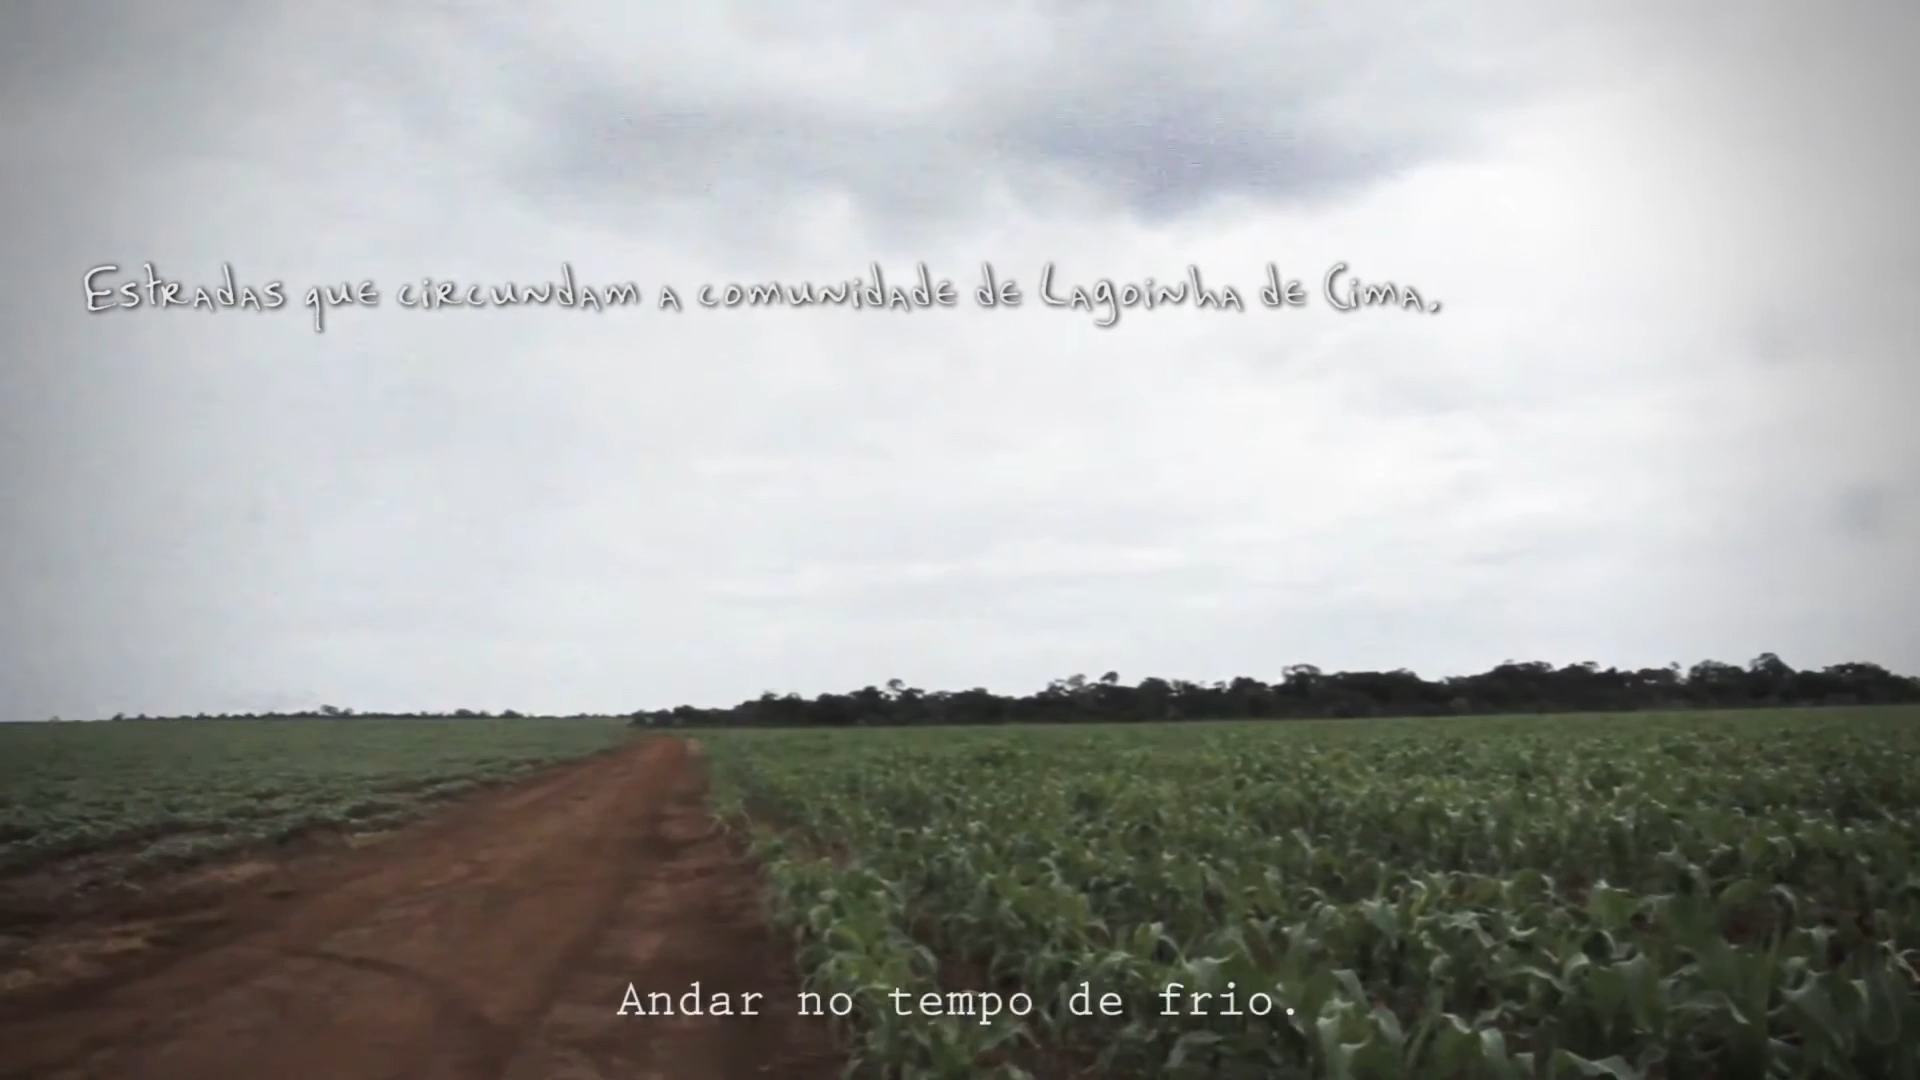 Estradas que circundam a comunidade de Lagoinha de Cima.
Andar no tempo de frio.